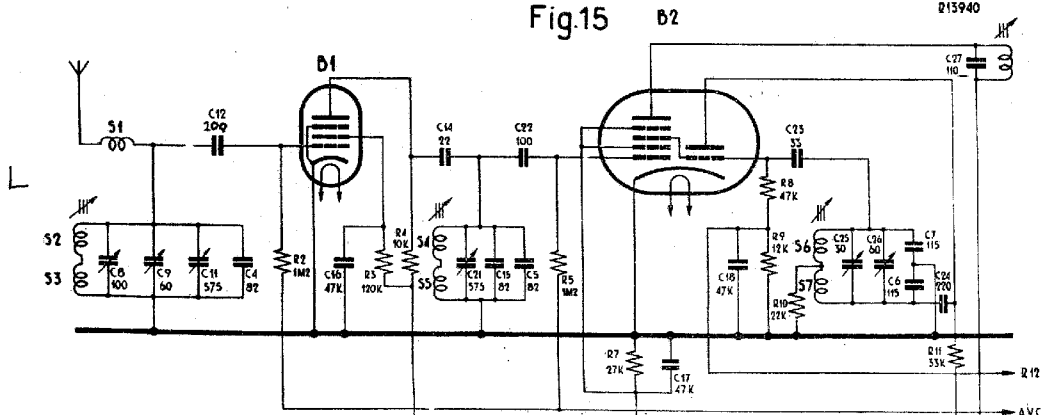 Fig.15
B2
R13940
B1
S1
C12
200
C14
22
C22
100
C23
33
C27
110
S2
S3
C8
100
C9
60
C11
575
C4
82
R2
1M2
C16
47K
R3
120K
R4
10K
S4
S5
C21
575
C15
82
C5
82
R5
1M2
R8
47K
R9
12K
C18
47K
S6
S7
R10
22K
C25
30
C26
60
C7
115
C6
115
C24
220
R7
27K
C17
47K
R11
33K
R12
AVC